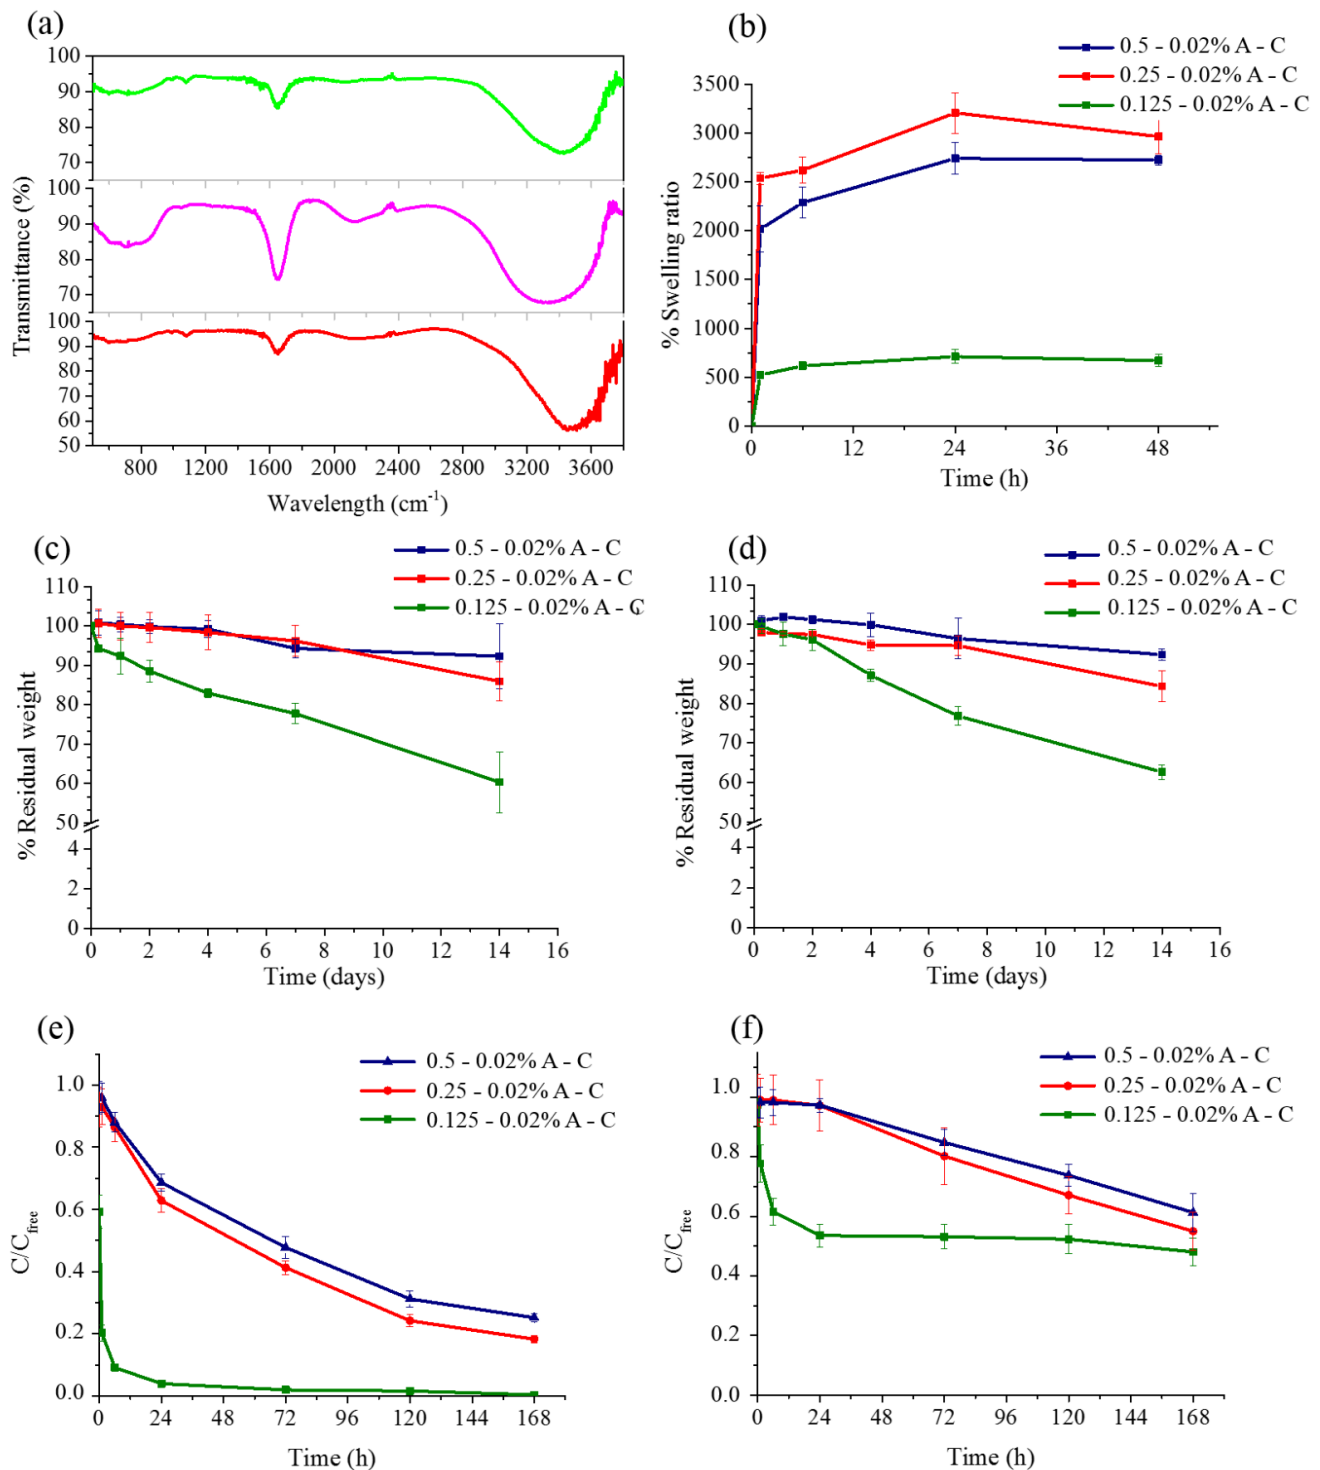 (a)
100
90
80
70
100
90
80
70
100
90
80
70
60
50
Transmittance (%)
800 1200 1600 2000 2400 2800 3200 3600
Wavelength (cm-1)
(b)
0.5 - 0.02% A - C
0.25 - 0.02% A - C
0.125 - 0.02% A - C
3500
3000
2500
2000
1500
1000
500
0
% Swelling ratio
0 12 24 36 48
Time (h)
(c)
0.5 - 0.02% A - C
0.25 - 0.02% A - C
0.125 - 0.02% A - C
110
100
90
80
70
60
50
4
2
0
% Residual weight
0 2 4 6 8 10 12 14 16
Time (days)
(d)
0.5 - 0.02% A - C
0.25 - 0.02% A - C
0.125 - 0.02% A - C
110
100
90
80
70
60
50
4
2
0
% Residual weight
0 2 4 6 8 10 12 14 16
Time (days)
(e)
0.5 - 0.02% A - C
0.25 - 0.02% A - C
0.125 - 0.02% A - C
1.0
0.8
0.6
0.4
0.2
0.0
C/Cfree
0 24 48 72 96 120 144 168
Time (h)
(f)
0.5 - 0.02% A - C
0.25 - 0.02% A - C
0.125 - 0.02% A - C
1.0
0.8
0.6
0.4
0.2
0.0
C/Cfree
0 24 48 72 96 120 144 168
Time (h)